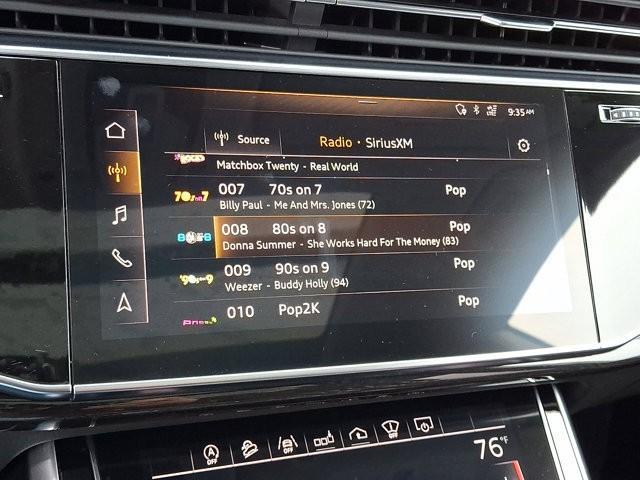 9:35 AM
Source
Radio · SiriusXM
Matchbox Twenty - Real World
007 70s on 7 Pop
Billy Paul - Me And Mrs. Jones (72)
008 80s on 8 Pop
Donna Summer - She Works Hard For The Money (83)
009 90s on 9 Pop
Weezer - Buddy Holly (94)
010 Pop2K Pop
OFF
OFF
OFF
76°F